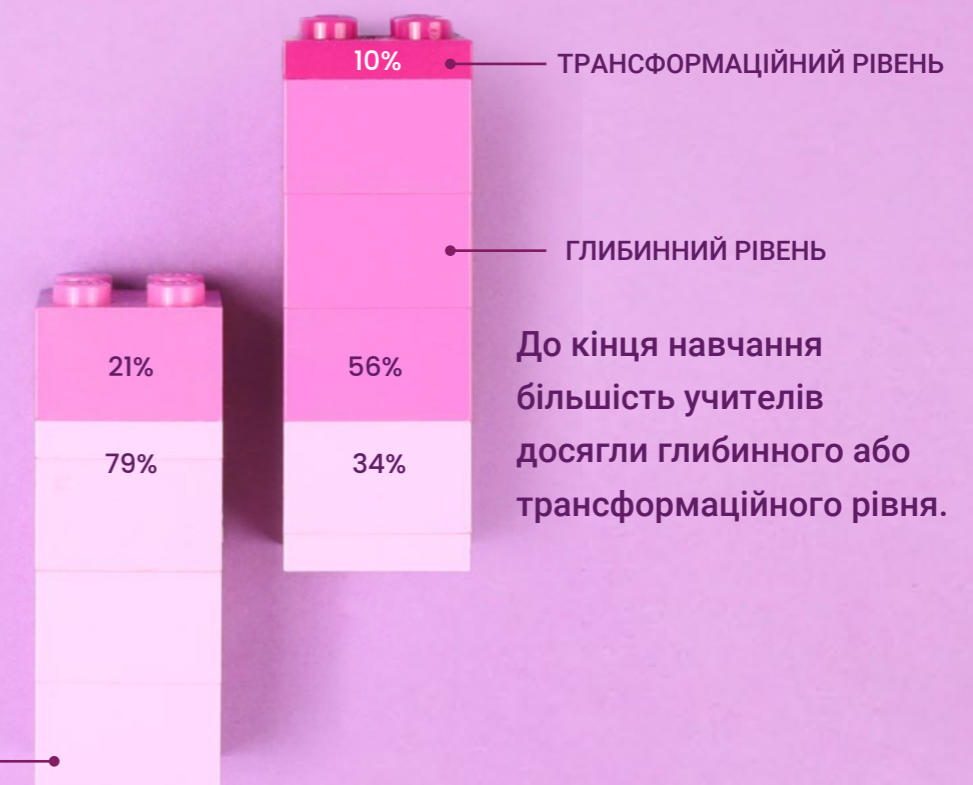 10%
ТРАНСФОРМАЦІЙНИЙ РІВЕНЬ
ГЛИБИННИЙ РІВЕНЬ
До кінця навчання
більшість учителів
досягли глибинного або
трансформаційного рівня.
21%
56%
79%
34%